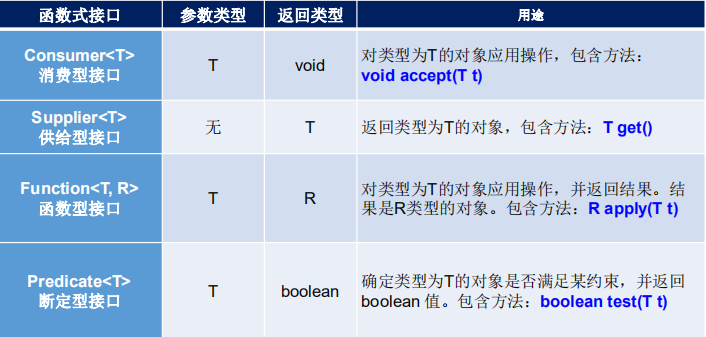 函数式接口 参数类型 返回类型 用途
Consumer<T>
消费型接口
T
void
对类型为T的对象应用操作，包含方法：
void accept(T t)
Supplier<T>
供给型接口
无
T
返回类型为T的对象，包含方法：T get()
Function<T, R>
函数型接口
T
R
对类型为T的对象应用操作，并返回结果。结
果是R类型的对象。包含方法：R apply(T t)
Predicate<T>
断定型接口
T
boolean
确定类型为T的对象是否满足某约束，并返回
boolean 值。包含方法：boolean test(T t)